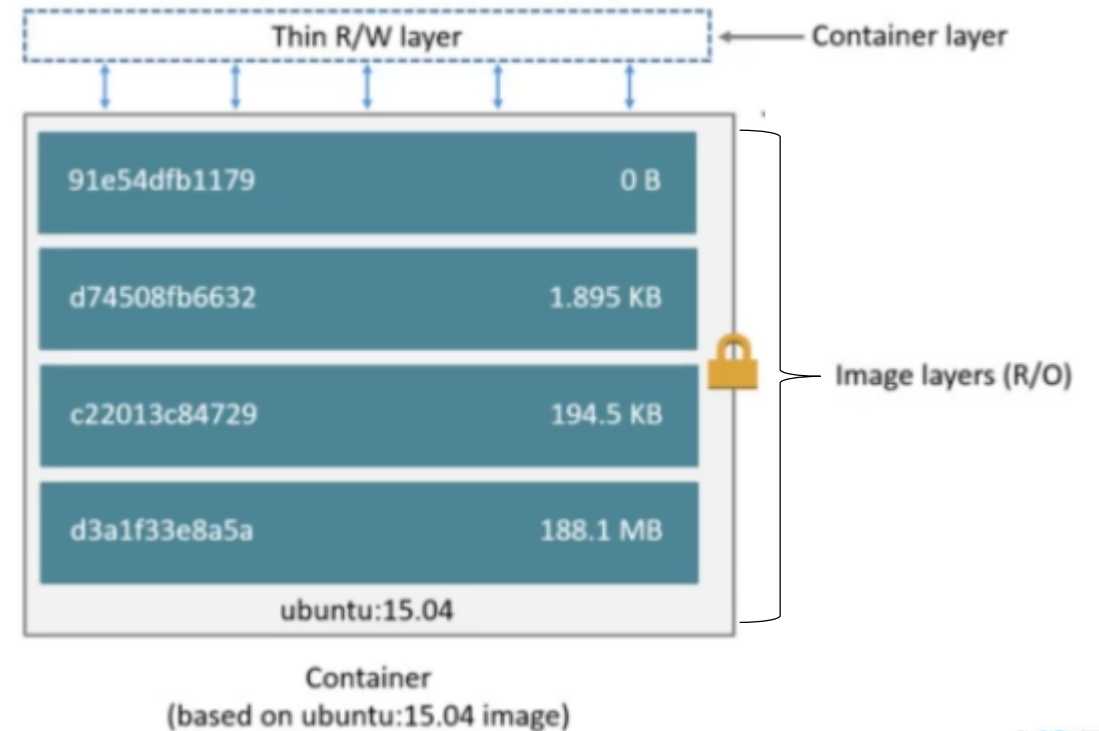 Thin R/W layer
Container layer
91e54dfb1179 0 B
d74508fb6632 1.895 KB
c22013c84729 194.5 KB
Image layers (R/O)
d3a1f33e8a5a 188.1 MB
ubuntu:15.04
Container
(based on ubuntu:15.04 image)